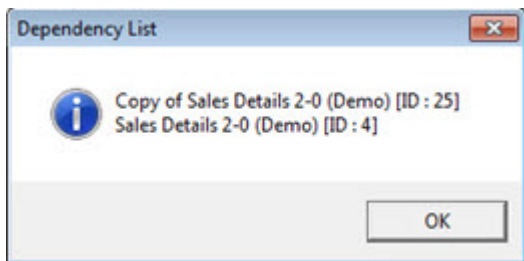 Dependency List
Copy of Sales Details 2-0 (Demo) [ID : 25]
Sales Details 2-0 (Demo) [ID : 4]
OK